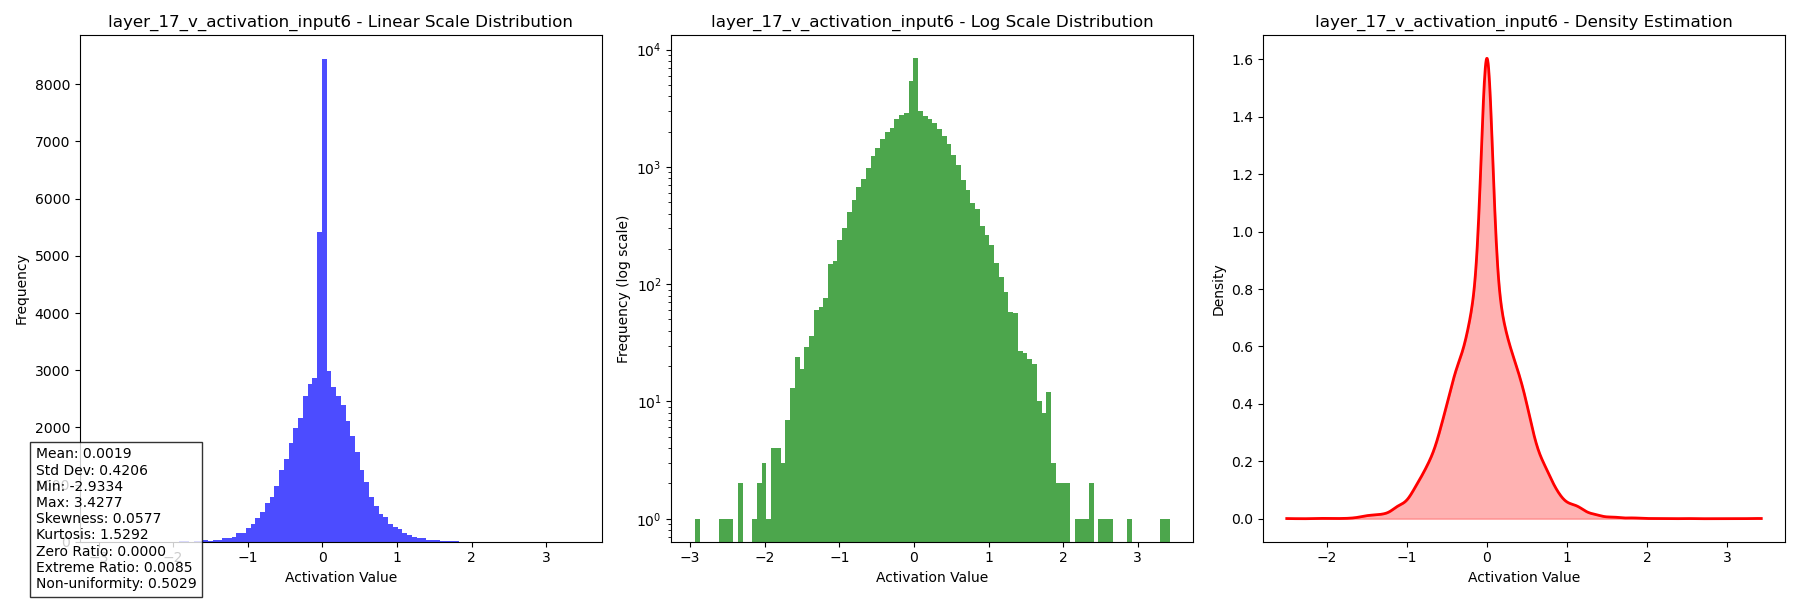 layer_17_v_activation_input6 - Linear Scale Distribution
8000
7000
6000
5000
4000
3000
2000
Frequency
Mean: 0.0019
Std Dev: 0.4206
Min: -2.9334
Max: 3.4277
Skewness: 0.0577
Kurtosis: 1.5292
Zero Ratio: 0.0000
Extreme Ratio: 0.0085
Non-uniformity: 0.5029
−2 −1 0 1 2 3
Activation Value
layer_17_v_activation_input6 - Log Scale Distribution
10⁴
10³
10²
10¹
10⁰
Frequency (log scale)
−3 −2 −1 0 1 2 3
Activation Value
layer_17_v_activation_input6 - Density Estimation
1.6
1.4
1.2
1.0
0.8
0.6
0.4
0.2
0.0
Density
−2 −1 0 1 2 3
Activation Value